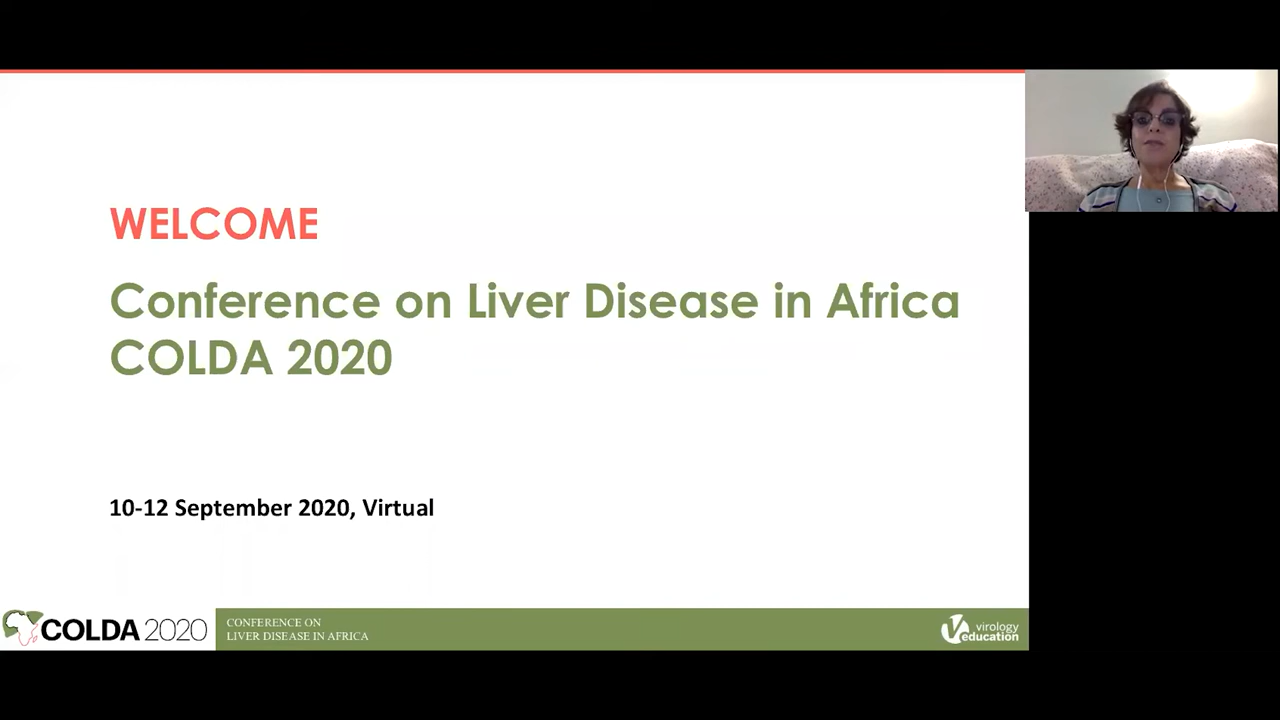 WELCOME
Conference on Liver Disease in Africa
COLDA 2020
10-12 September 2020, Virtual
COLDA 2020
CONFERENCE ON
LIVER DISEASE IN AFRICA
virology
education